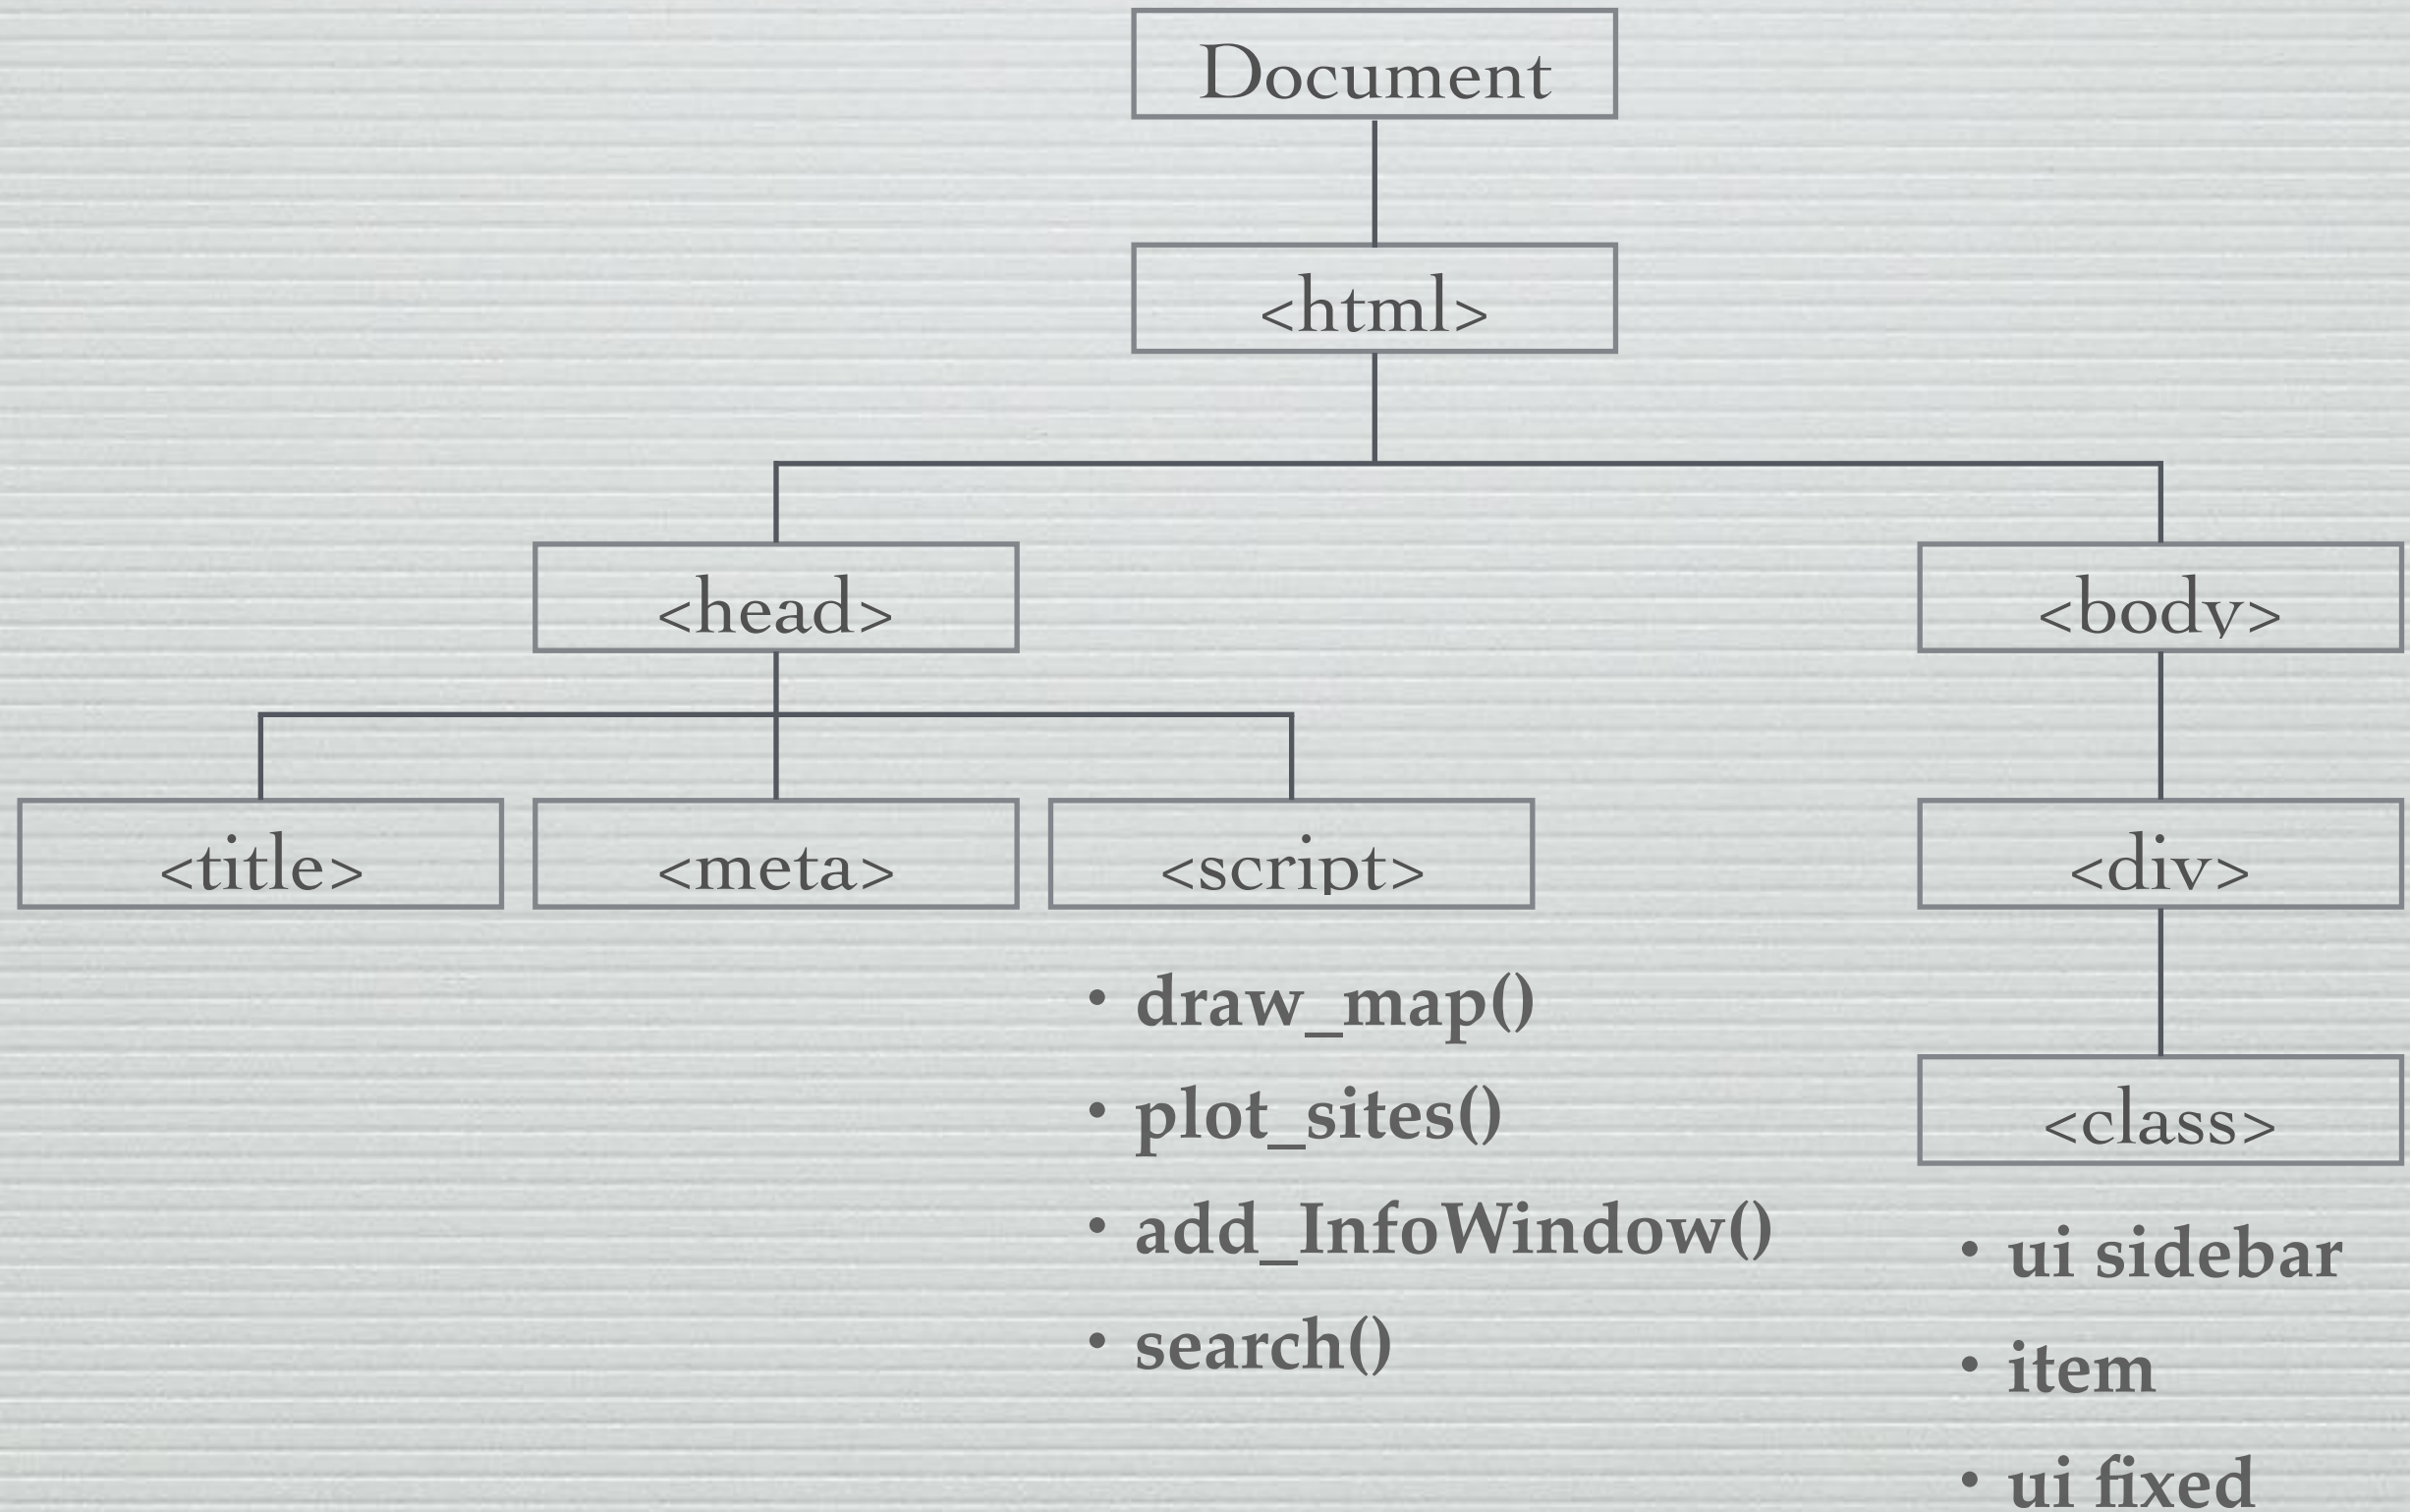 Document
<html>
<head>
<body>
<title>
<meta>
<script>
<div>
• draw_map()
• plot_sites()
• add_InfoWindow()
• search()
<class>
• ui sidebar
• item
• ui fixed